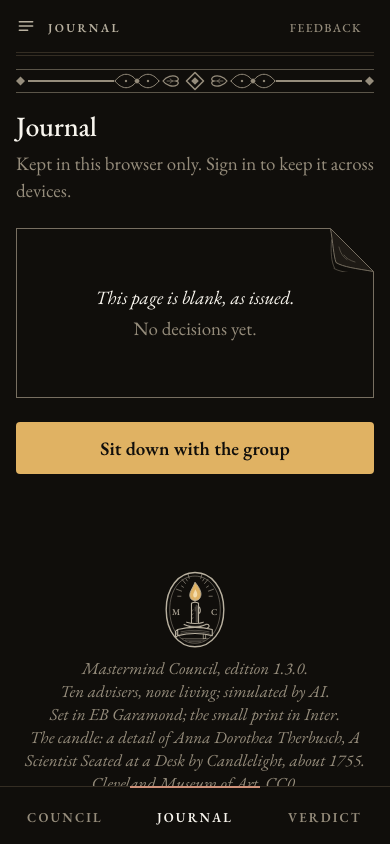 JOURNAL
FEEDBACK
Journal
Kept in this browser only. Sign in to keep it across
devices.
This page is blank, as issued.
No decisions yet.
Sit down with the group
M C
Mastermind Council, edition 1.3.0.
Ten advisers, none living; simulated by AI.
Set in EB Garamond; the small print in Inter.
The candle: a detail of Anna Dorothea Therbusch, A
Scientist Seated at a Desk by Candlelight, about 1755.
Cleveland Museum of Art, CC0.
COUNCIL
JOURNAL
VERDICT